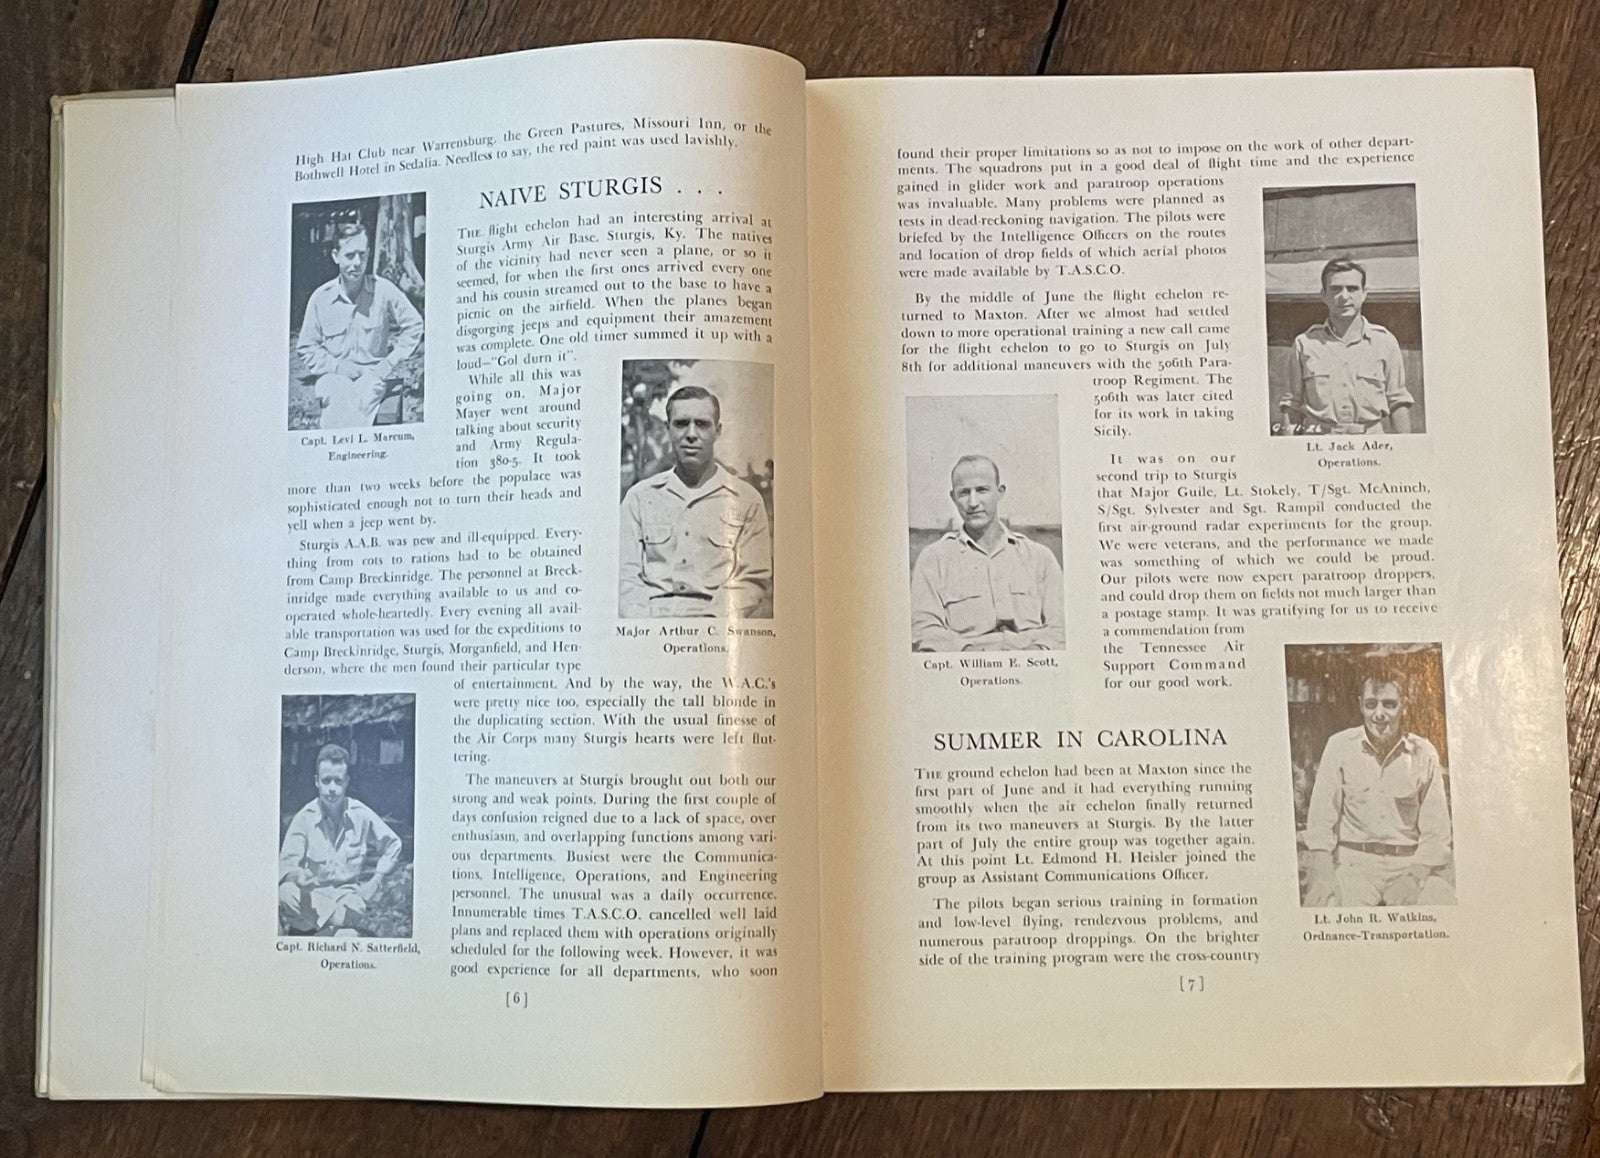 High Hat Club near Warrensburg, the Green Pastures, Missouri Inn, or the
Bothwell Hotel in Sedalia. Needless to say, the red paint was used lavishly.
NAIVE STURGIS . . .
THE flight echelon had an interesting arrival at
Sturgis Army Air Base, Sturgis, Ky. The natives
of the vicinity had never seen a plane, or so it
seemed, for when the first ones arrived every one
and his cousin streamed out to the base to have a
picnic on the airfield. When the planes began
disgorging jeeps and equipment their amazement
was complete. One old timer summed it up with a
loud—"Gol durn it".
While all this was
going on, Major
Mayer went around
talking about security
and Army Regula-
tion 380-5. It took
more than two weeks before the populace was
sophisticated enough not to turn their heads and
yell when a jeep went by.
Sturgis A.A.B. was new and ill-equipped. Every-
thing from cots to rations had to be obtained
from Camp Breckinridge. The personnel at Breck-
inridge made everything available to us and co-
operated whole-heartedly. Every evening all avail-
able transportation was used for the expeditions to
Camp Breckinridge, Sturgis, Morganfield, and Hen-
derson, where the men found their particular type
of entertainment. And by the way, the W.A.C.'s
were pretty nice too, especially the tall blonde in
the duplicating section. With the usual finesse of
the Air Corps many Sturgis hearts were left flut-
tering.
The maneuvers at Sturgis brought out both our
strong and weak points. During the first couple of
days confusion reigned due to a lack of space, over
enthusiasm, and overlapping functions among vari-
ous departments. Busiest were the Communica-
tions, Intelligence, Operations, and Engineering
personnel. The unusual was a daily occurrence.
Innumerable times T.A.S.C.O. cancelled well laid
plans and replaced them with operations originally
scheduled for the following week. However, it was
good experience for all departments, who soon
Capt. Levi L. Marcum,
Engineering.
Major Arthur C. Swanson,
Operations.
Capt. Richard N. Satterfield,
Operations.
[6]
found their proper limitations so as not to impose on the work of other depart-
ments. The squadrons put in a good deal of flight time and the experience
gained in glider work and paratroop operations
was invaluable. Many problems were planned as
tests in dead-reckoning navigation. The pilots were
briefed by the Intelligence Officers on the routes
and location of drop fields of which aerial photos
were made available by T.A.S.C.O.
By the middle of June the flight echelon re-
turned to Maxton. After we almost had settled
down to more operational training a new call came
for the flight echelon to go to Sturgis on July
8th for additional maneuvers with the 506th Para-
troop Regiment. The
506th was later cited
for its work in taking
Sicily.
It was on our
second trip to Sturgis
that Major Guile, Lt. Stokely, T/Sgt. McAninch,
S/Sgt. Sylvester and Sgt. Rampil conducted the
first air-ground radar experiments for the group.
We were veterans, and the performance we made
was something of which we could be proud.
Our pilots were now expert paratroop droppers,
and could drop them on fields not much larger than
a postage stamp. It was gratifying for us to receive
a commendation from
the Tennessee Air
Support Command
for our good work.
SUMMER IN CAROLINA
THE ground echelon had been at Maxton since the
first part of June and it had everything running
smoothly when the air echelon finally returned
from its two maneuvers at Sturgis. By the latter
part of July the entire group was together again.
At this point Lt. Edmond H. Heisler joined the
group as Assistant Communications Officer.
The pilots began serious training in formation
and low-level flying, rendezvous problems, and
numerous paratroop droppings. On the brighter
side of the training program were the cross-country
Lt. Jack Ader,
Operations.
Capt. William E. Scott,
Operations.
Lt. John R. Watkins,
Ordnance-Transportation.
[7]